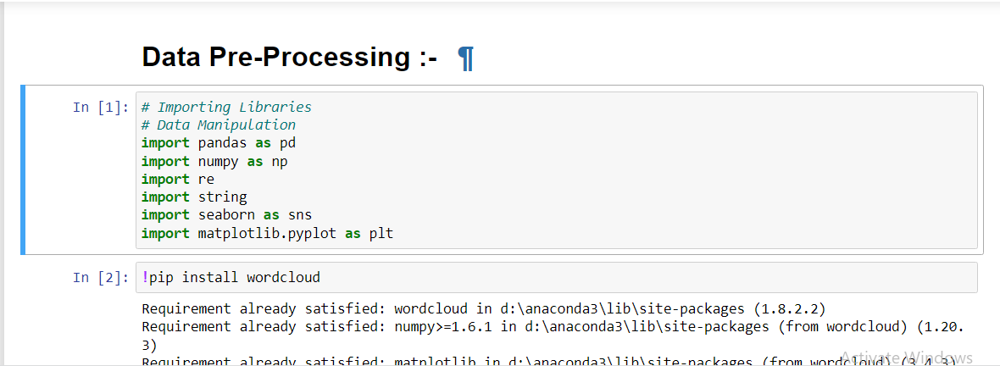 Data Pre-Processing :- ¶
In [1]: # Importing Libraries
# Data Manipulation
import pandas as pd
import numpy as np
import re
import string
import seaborn as sns
import matplotlib.pyplot as plt
In [2]: !pip install wordcloud
Requirement already satisfied: wordcloud in d:\anaconda3\lib\site-packages (1.8.2.2)
Requirement already satisfied: numpy>=1.6.1 in d:\anaconda3\lib\site-packages (from wordcloud) (1.20.
3)
Requirement already satisfied: matplotlib in d:\anaconda3\lib\site-packages (from wordcloud) (3.4.3)
Activate Windows